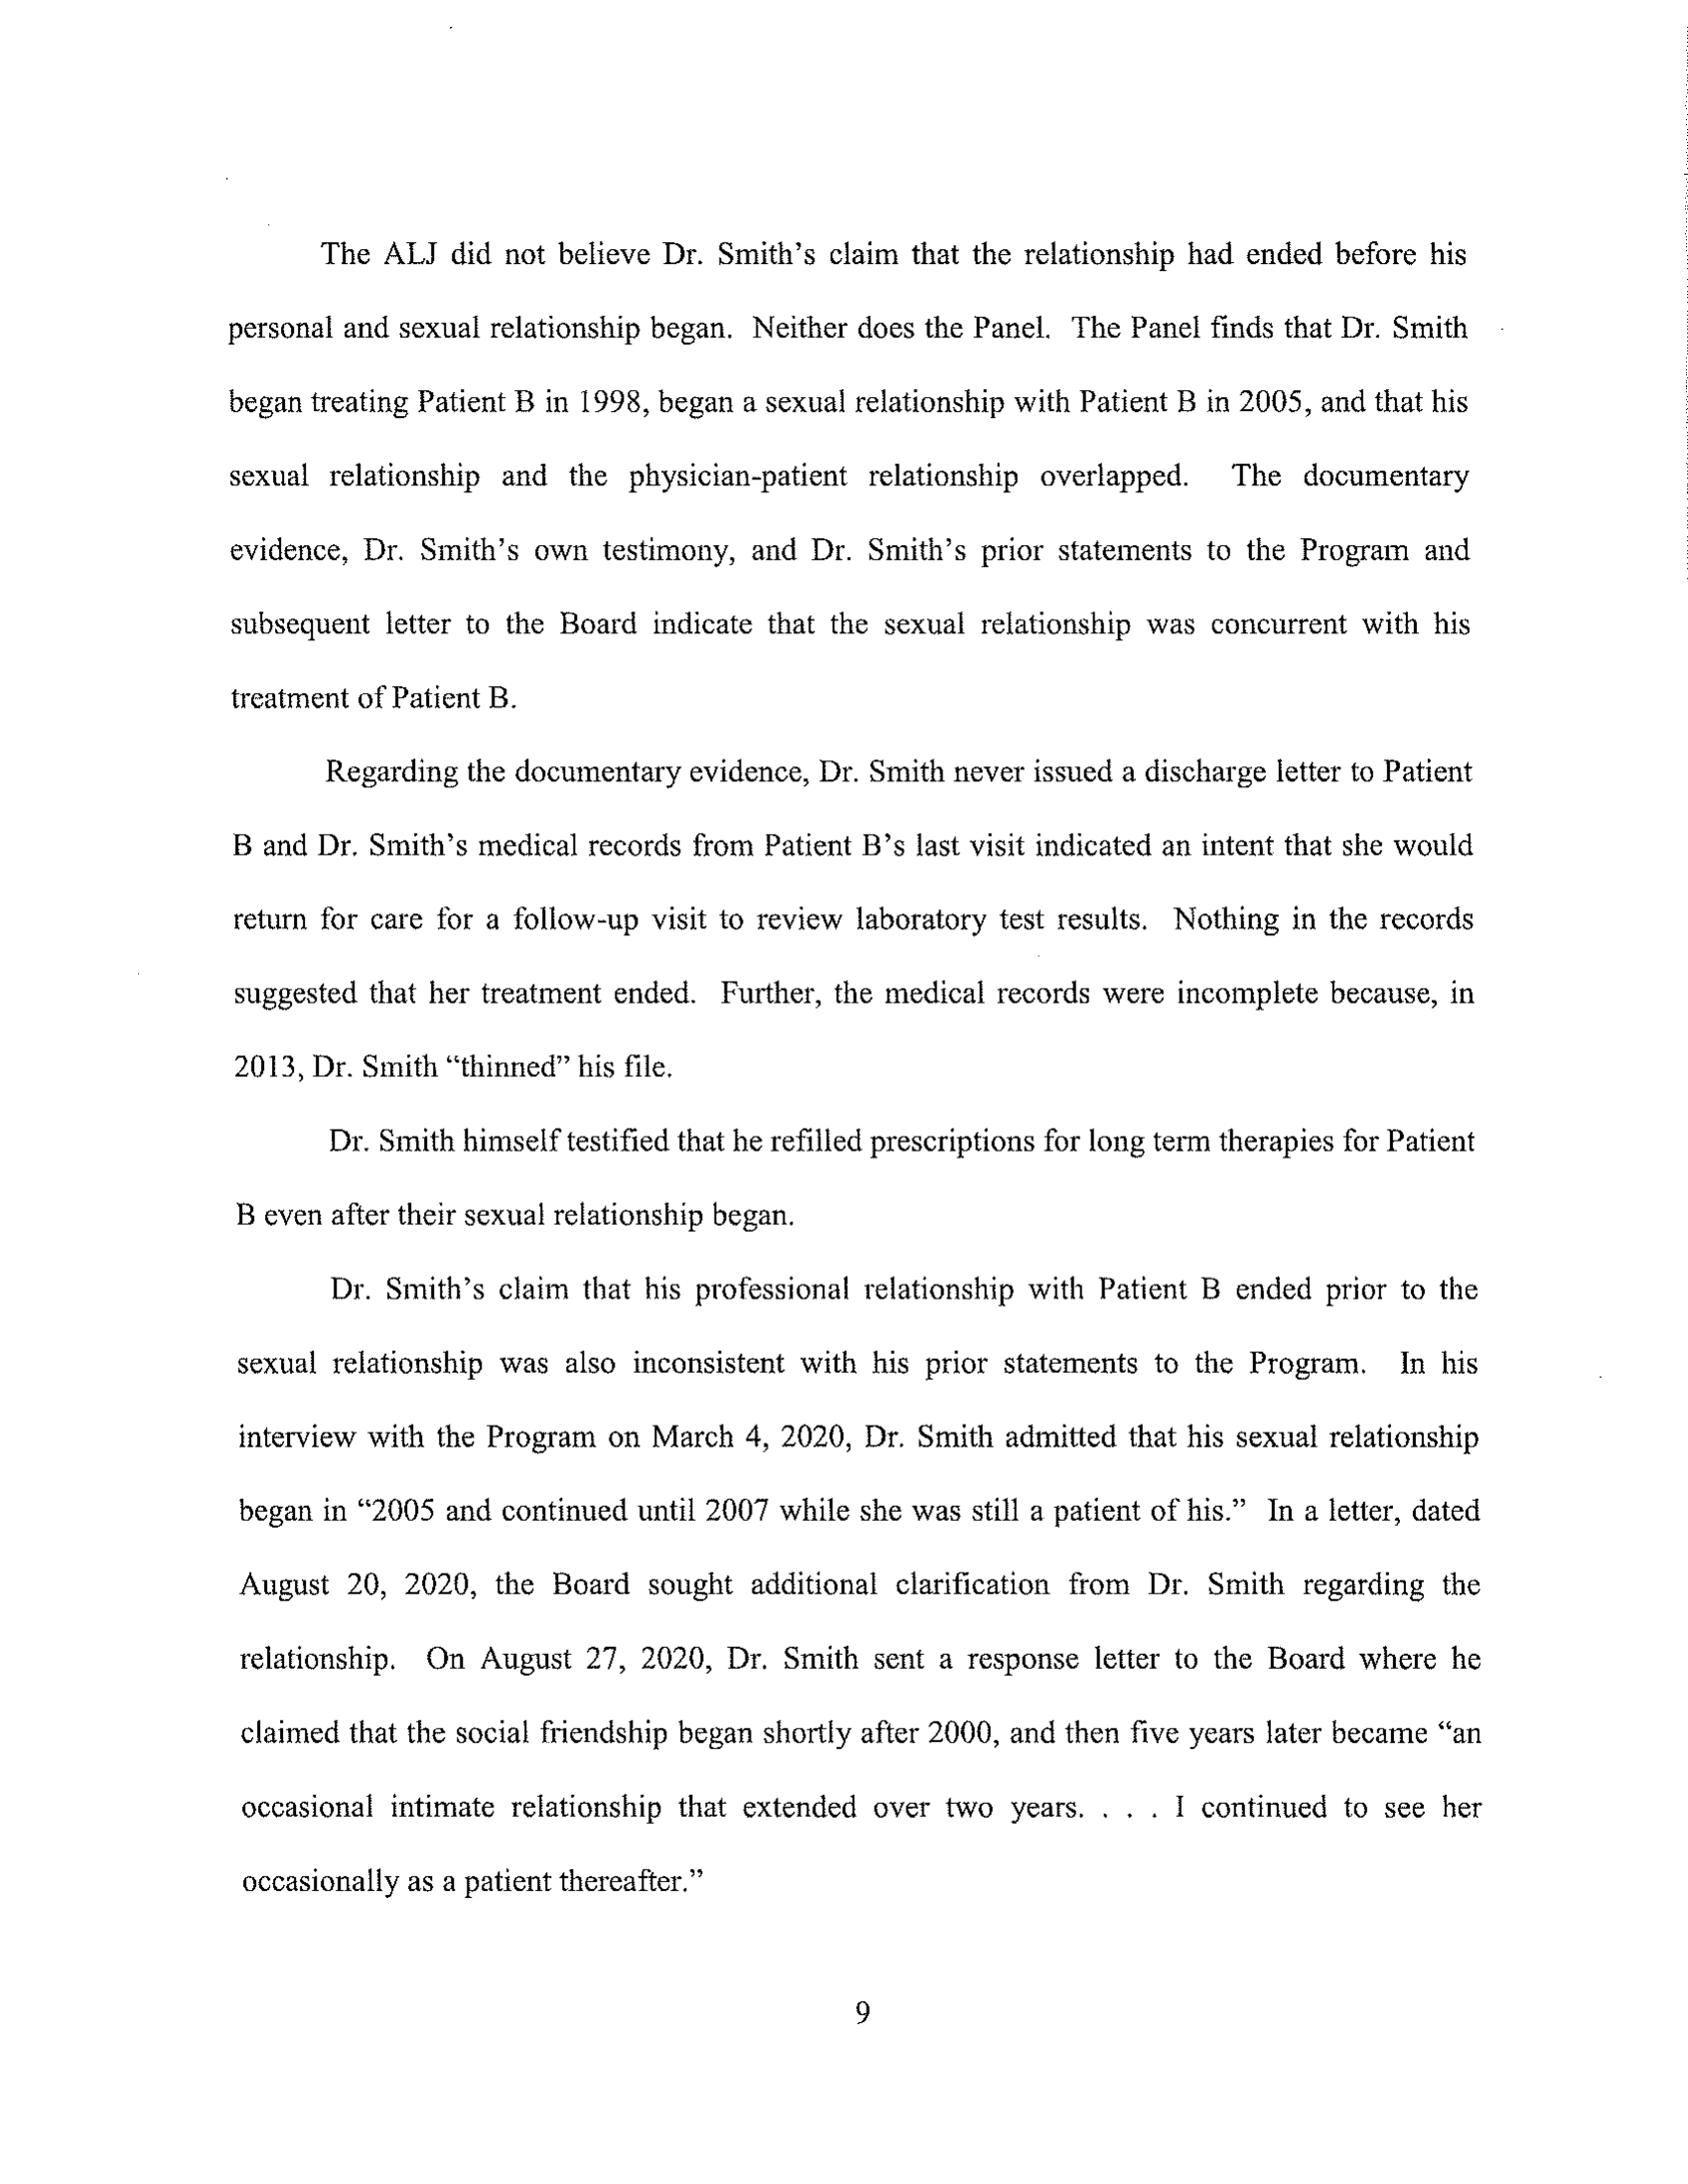 The ALJ did not believe Dr. Smith's claim that the relationship had ended before his
personal and sexual relationship began. Neither does the Panel. The Panel finds that Dr. Smith
began treating Patient B in 1998, began a sexual relationship with Patient B in 2005, and that his
sexual relationship and the physician-patient relationship overlapped. The documentary
evidence, Dr. Smith's own testimony, and Dr. Smith's prior statements to the Program and
subsequent letter to the Board indicate that the sexual relationship was concurrent with his
treatment of Patient B.
Regarding the documentary evidence, Dr. Smith never issued a discharge letter to Patient
B and Dr. Smith's medical records from Patient B's last visit indicated an intent that she would
return for care for a follow-up visit to review laboratory test results. Nothing in the records
suggested that her treatment ended. Further, the medical records were incomplete because, in
2013, Dr. Smith “thinned” his file.
Dr. Smith himself testified that he refilled prescriptions for long term therapies for Patient
B even after their sexual relationship began.
Dr. Smith's claim that his professional relationship with Patient B ended prior to the
sexual relationship was also inconsistent with his prior statements to the Program. In his
interview with the Program on March 4, 2020, Dr. Smith admitted that his sexual relationship
began in “2005 and continued until 2007 while she was still a patient of his.” In a letter, dated
August 20, 2020, the Board sought additional clarification from Dr. Smith regarding the
relationship. On August 27, 2020, Dr. Smith sent a response letter to the Board where he
claimed that the social friendship began shortly after 2000, and then five years later became “an
occasional intimate relationship that extended over two years. . . . I continued to see her
occasionally as a patient thereafter.”
9